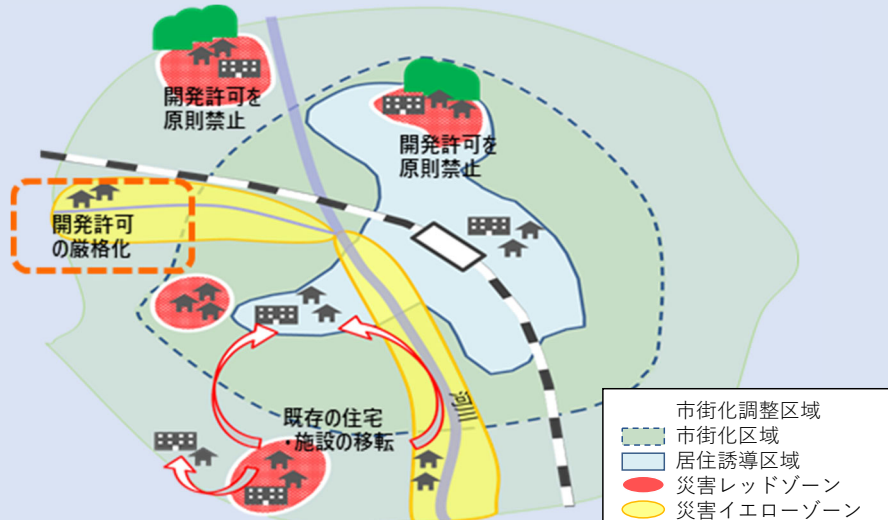 開発許可を
原則禁止
開発許可を
原則禁止
開発許可
の厳格化
既存の住宅
・施設の移転
河川
市街化調整区域
市街化区域
居住誘導区域
災害レッドゾーン
災害イエローゾーン